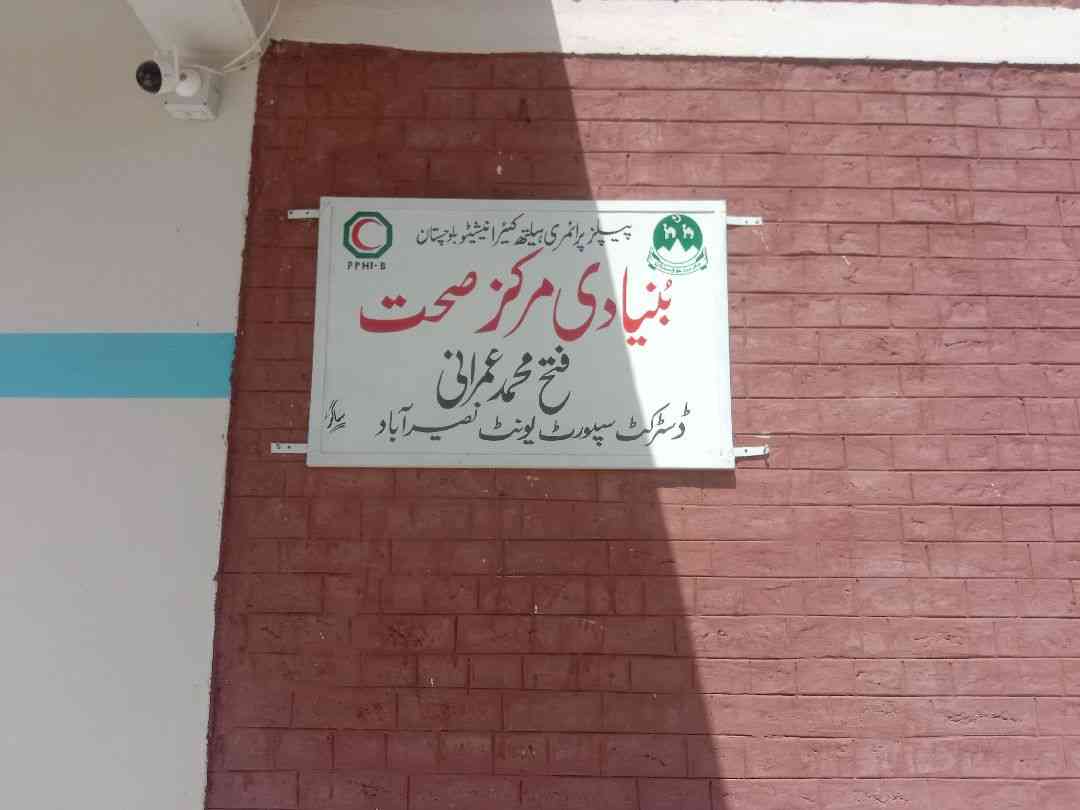 پیپلز پرائمری ہیلتھ کیئر انیشیٹو بلوچستان
PPHI-B
بُنیادی مرکز صحت
فتح محمد عمرانی
ڈسٹرکٹ سپورٹ یونٹ نصیر آباد